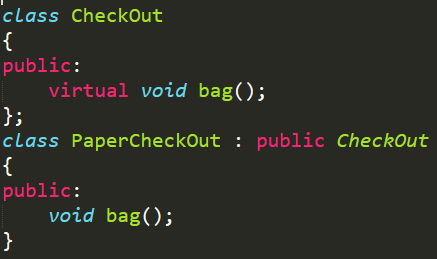 class CheckOut
{
public:
    virtual void bag();
};
class PaperCheckOut : public CheckOut
{
public:
    void bag();
}